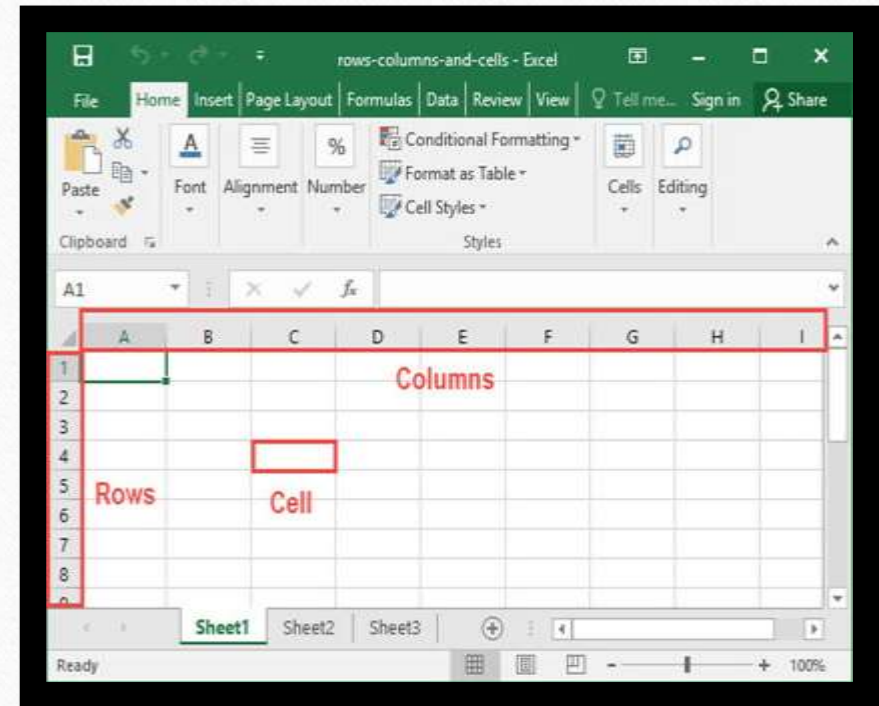 rows-columns-and-cells - Excel
File Home Insert Page Layout Formulas Data Review View Tell me... Sign in Share
Paste Font Alignment Number Conditional Formatting Cells Editing
Format as Table
Cell Styles
Clipboard Styles
A1 fx
A B C D E F G H I
1
Columns
2
3
4
5
Rows Cell
6
7
8
9
Sheet1 Sheet2 Sheet3
Ready 100%